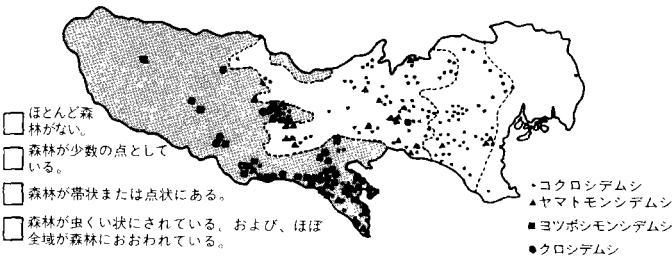 ほとんど森
林がない。
森林が少数の点として
いる。
森林が帯状または点状にある。
森林が虫くい状にされている、および、ほぼ
全域が森林におおわれている。
•コクロシデムシ
▲ヤマトモンシデムシ
■ヨツボシモンシデムシ
●クロシデムシ